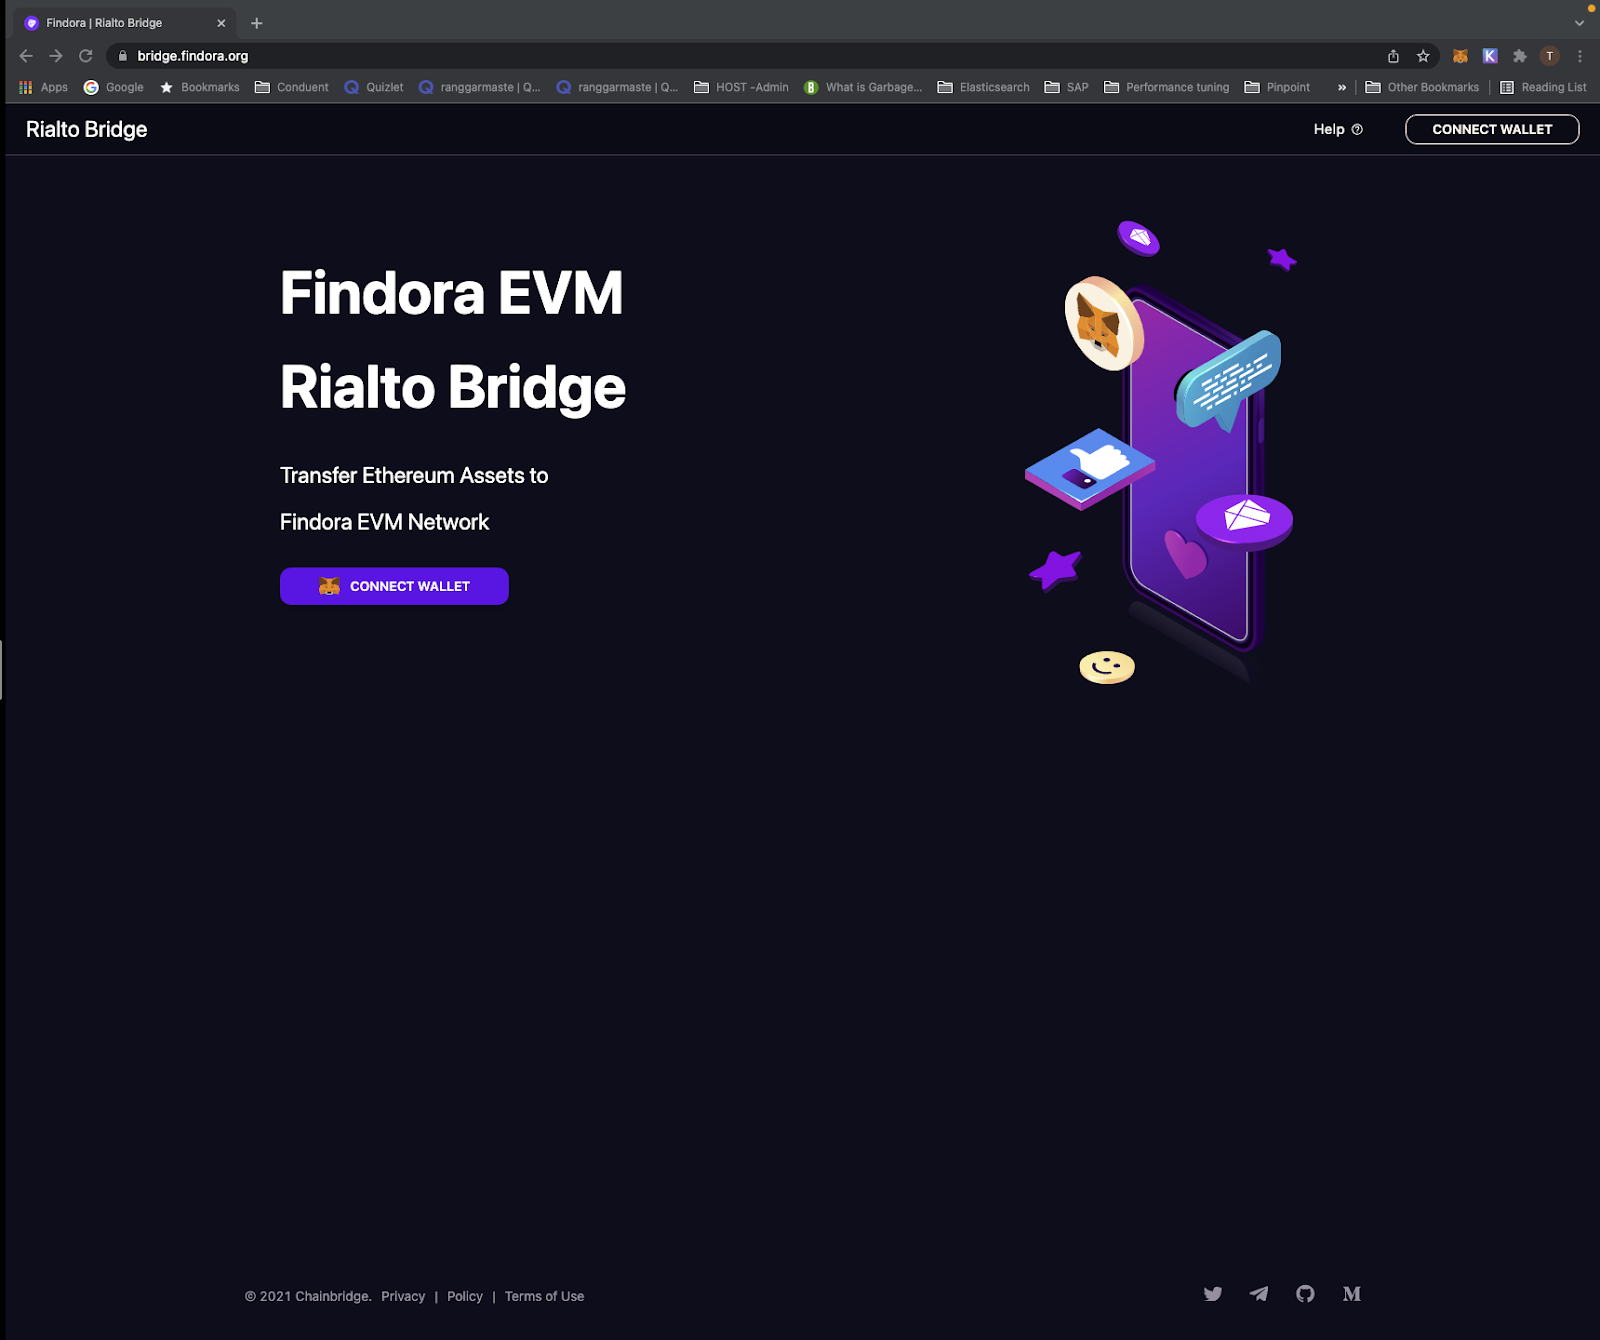 Findora | Rialto Bridge
bridge.findora.org
T
Apps Google Bookmarks Conduent Quizlet ranggarmaste | Q... ranggarmaste | Q... HOST -Admin What is Garbage... Elasticsearch SAP Performance tuning Pinpoint » Other Bookmarks Reading List
Rialto Bridge Help CONNECT WALLET
Findora EVM
Rialto Bridge
Transfer Ethereum Assets to
Findora EVM Network
CONNECT WALLET
© 2021 Chainbridge. Privacy | Policy | Terms of Use